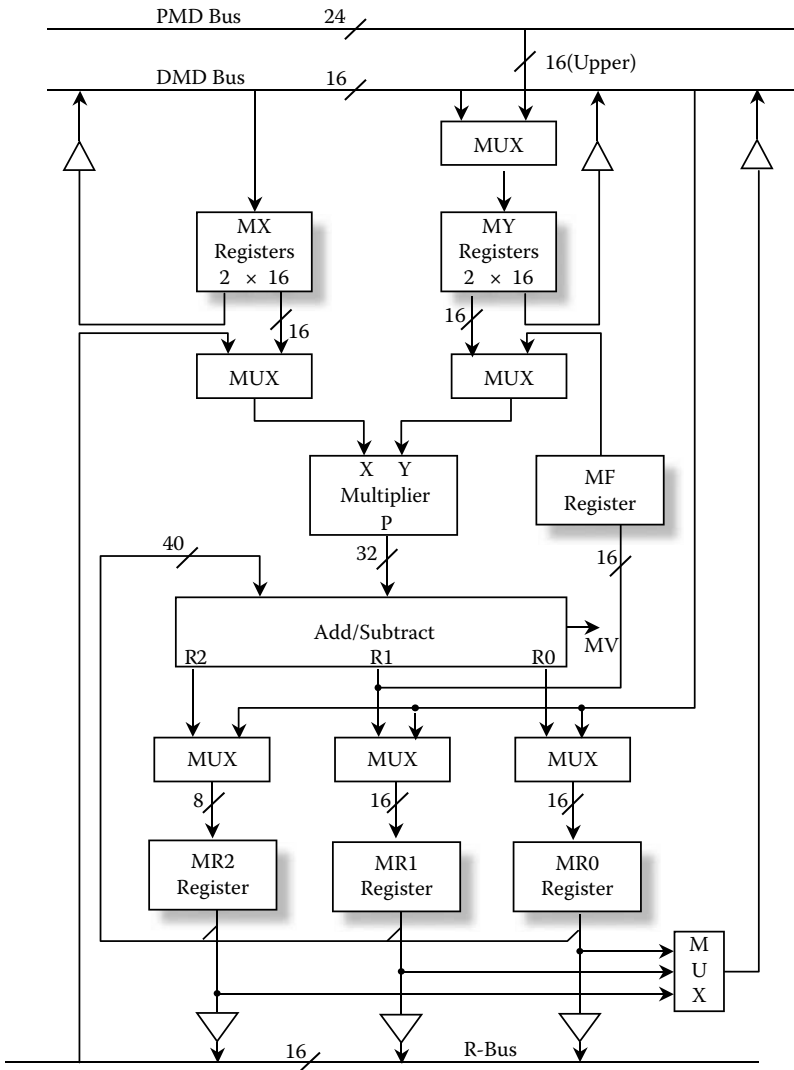 PMD Bus 24
16(Upper)
DMD Bus 16
MUX
MX
Registers
2 × 16
MY
Registers
2 × 16
16
16
MUX
MUX
X Y
Multiplier
P
MF
Register
40
32
16
Add/Subtract
MV
R2 R1 R0
MUX
MUX
MUX
8
16
16
MR2
Register
MR1
Register
MR0
Register
M
U
X
16
R-Bus